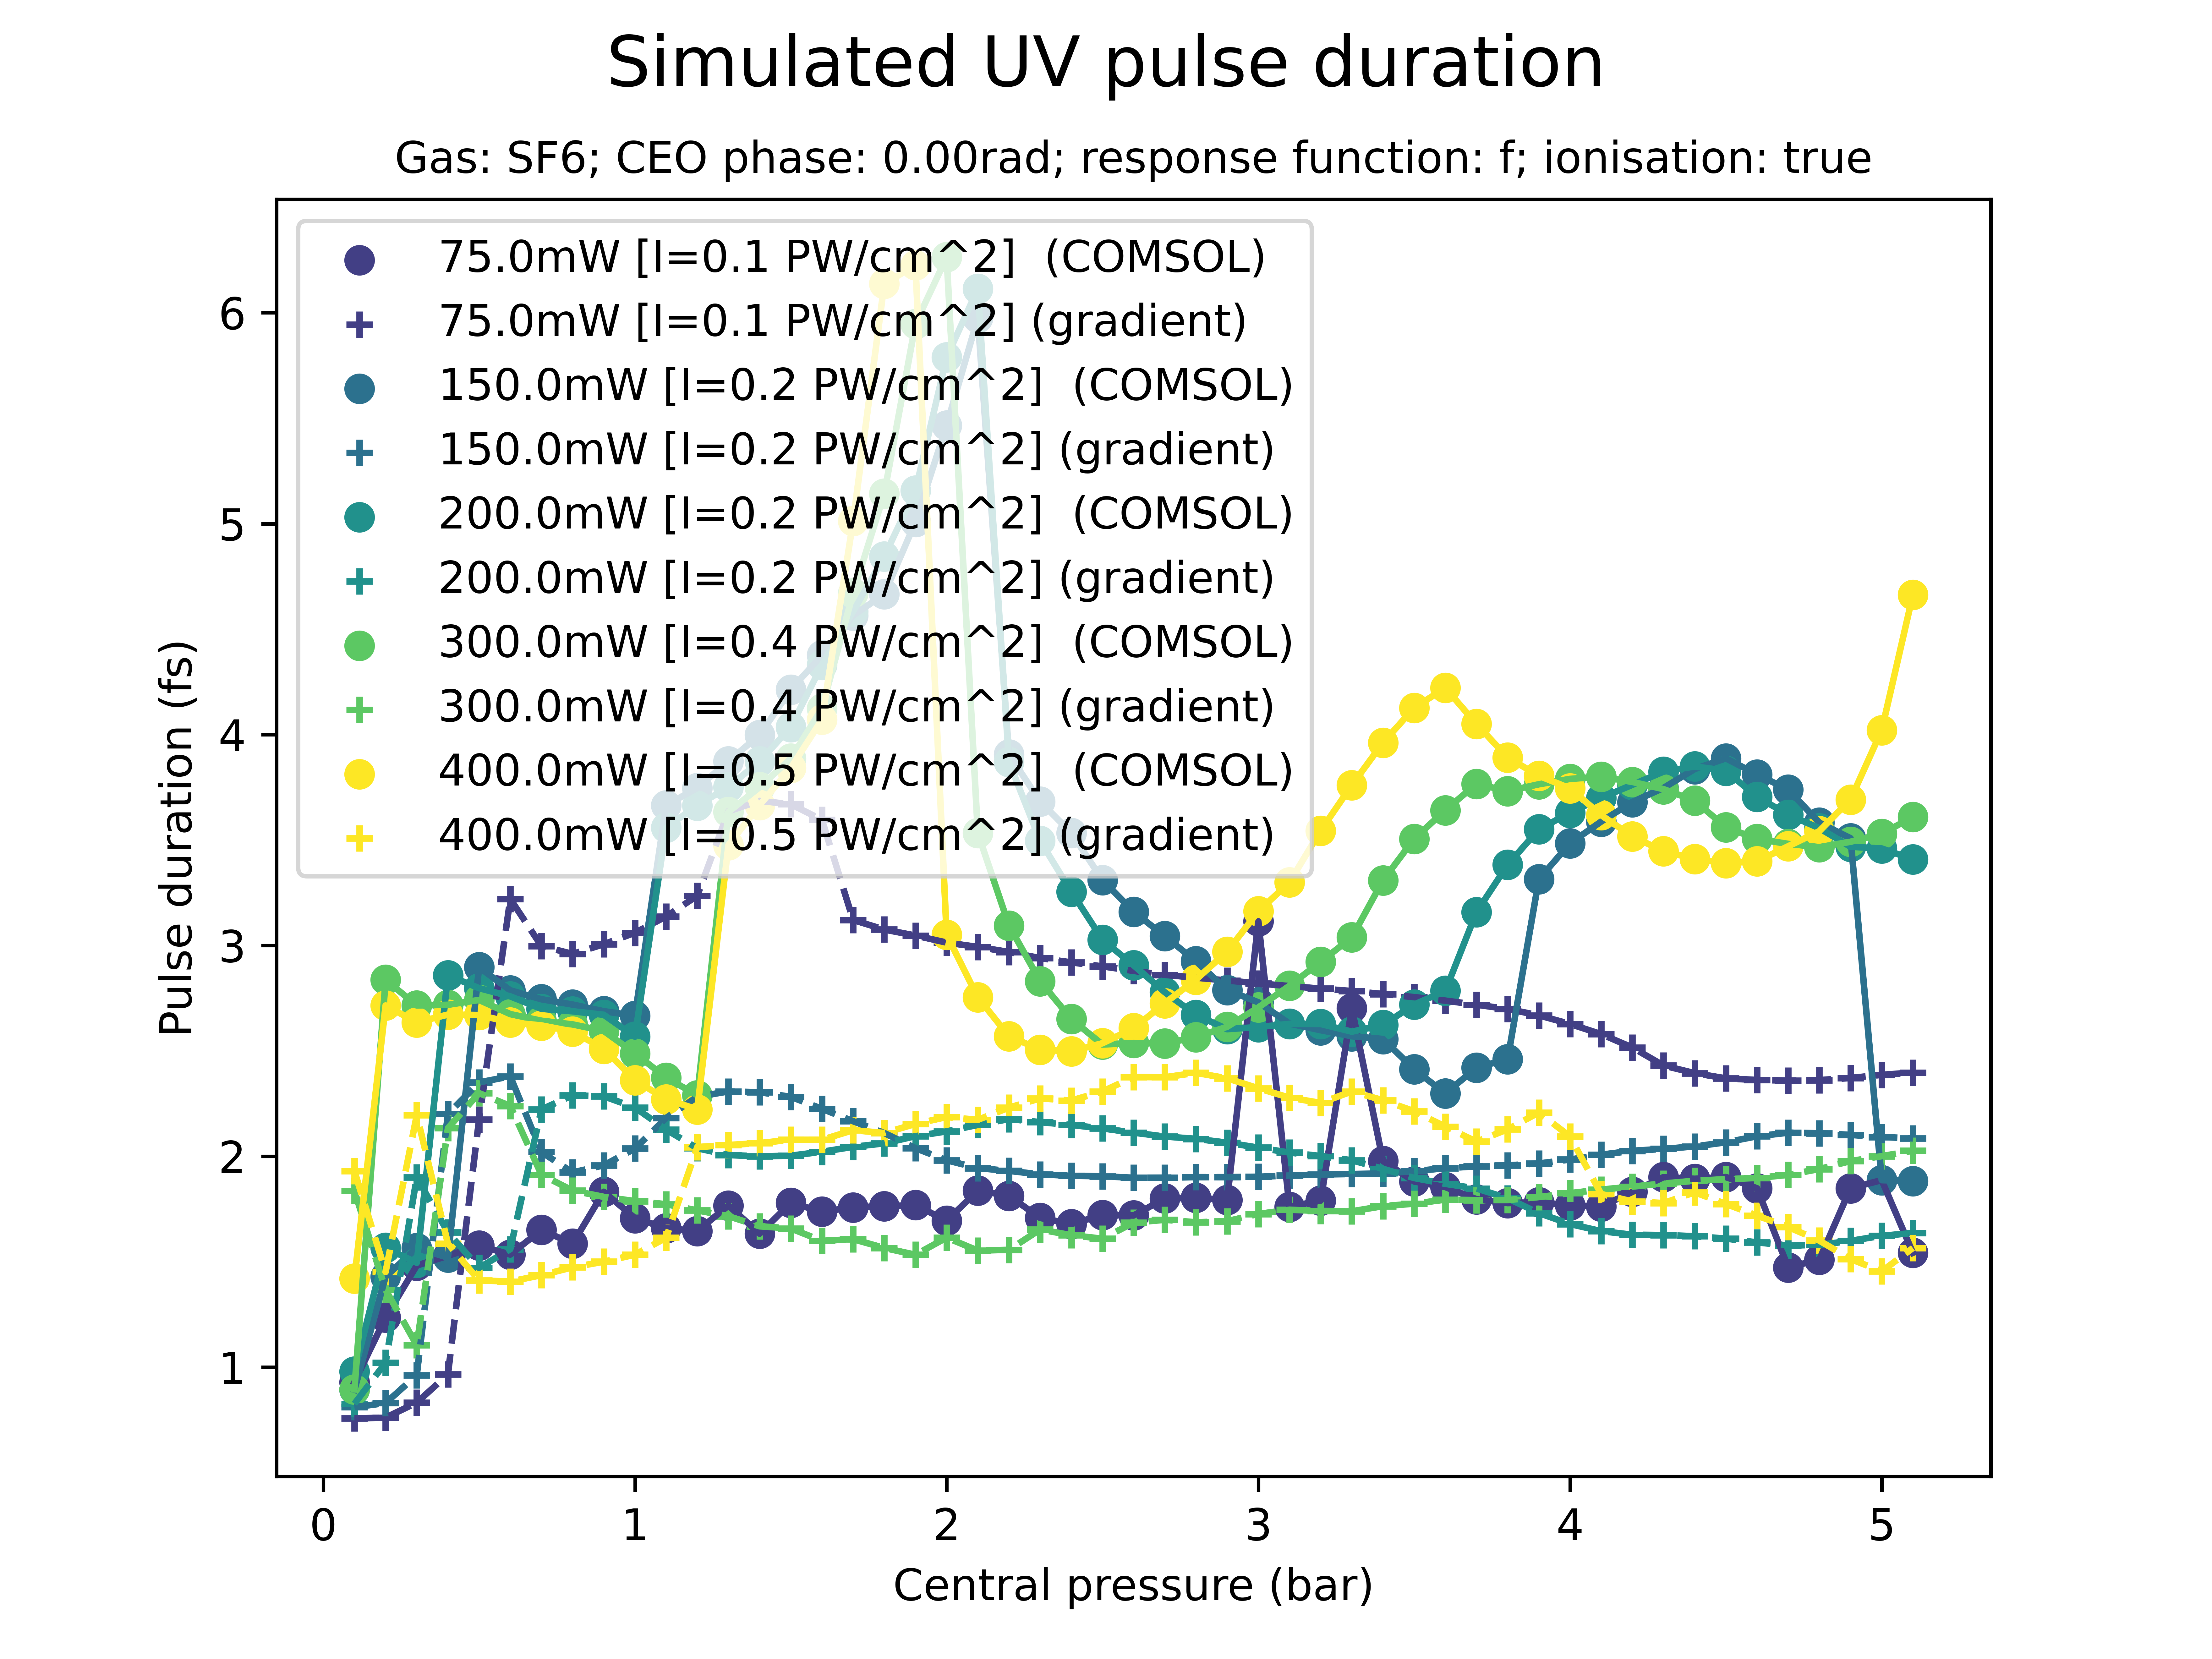 Simulated UV pulse duration
Gas: SF6; CEO phase: 0.00rad; response function: f; ionisation: true
75.0mW [I=0.1 PW/cm^2]  (COMSOL)
75.0mW [I=0.1 PW/cm^2] (gradient)
150.0mW [I=0.2 PW/cm^2]  (COMSOL)
150.0mW [I=0.2 PW/cm^2] (gradient)
200.0mW [I=0.2 PW/cm^2]  (COMSOL)
200.0mW [I=0.2 PW/cm^2] (gradient)
300.0mW [I=0.4 PW/cm^2]  (COMSOL)
300.0mW [I=0.4 PW/cm^2] (gradient)
400.0mW [I=0.5 PW/cm^2]  (COMSOL)
400.0mW [I=0.5 PW/cm^2] (gradient)
Pulse duration (fs)
6
5
4
3
2
1
0 1 2 3 4 5
Central pressure (bar)